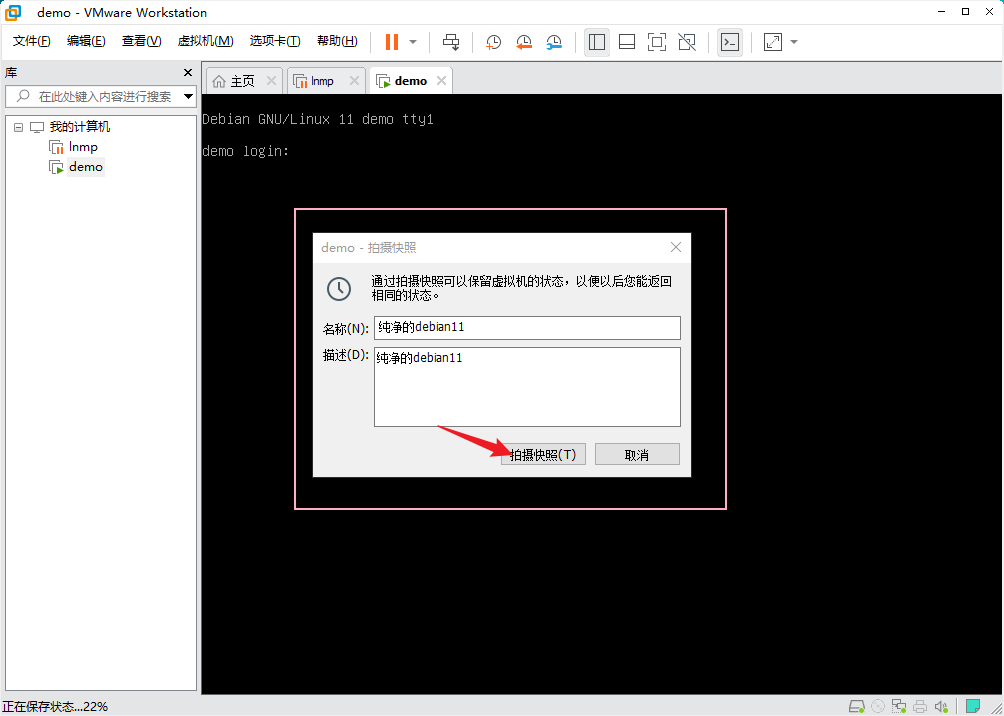 demo - VMware Workstation
文件(F) 编辑(E) 查看(V) 虚拟机(M) 选项卡(T) 帮助(H)
库
主页 lnmp demo
在此处键入内容进行搜索
我的计算机
lnmp
demo
Debian GNU/Linux 11 demo tty1
demo login:
demo - 拍摄快照
通过拍摄快照可以保留虚拟机的状态，以便以后您能返回
相同的状态。
名称(N): 纯净的debian11
描述(D): 纯净的debian11
拍摄快照(T) 取消
正在保存状态...22%